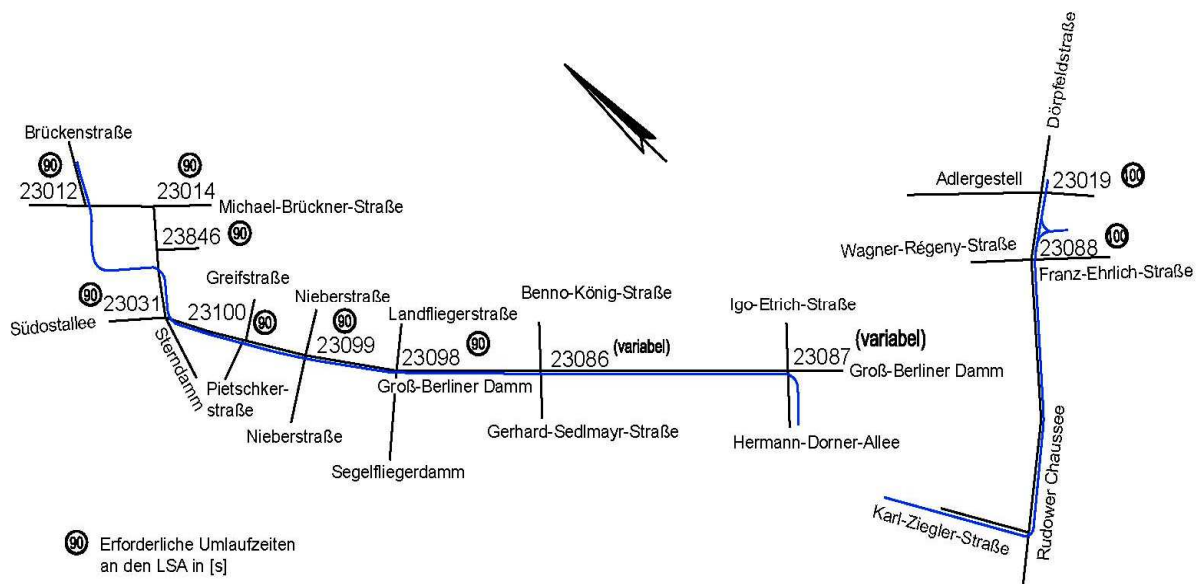 Brückenstraße
90
90
23012
23014
Michael-Brückner-Straße
23846
90
90
23031
Südostallee
Sterndamm
Greifstraße
23100
90
Pietschker-
straße
Nieberstraße
90
23099
Nieberstraße
Landfliegerstraße
23098
90
Groß-Berliner Damm
Segelfliegerdamm
Benno-König-Straße
23086
(variabel)
Gerhard-Sedlmayr-Straße
Igo-Etrich-Straße
23087
(variabel)
Groß-Berliner Damm
Hermann-Dorner-Allee
Dörpfeldstraße
Adlergestell
23019
100
Wagner-Régeny-Straße
23088
100
Franz-Ehrlich-Straße
Karl-Ziegler-Straße
Rudower Chaussee
90
Erforderliche Umlaufzeiten
an den LSA in [s]